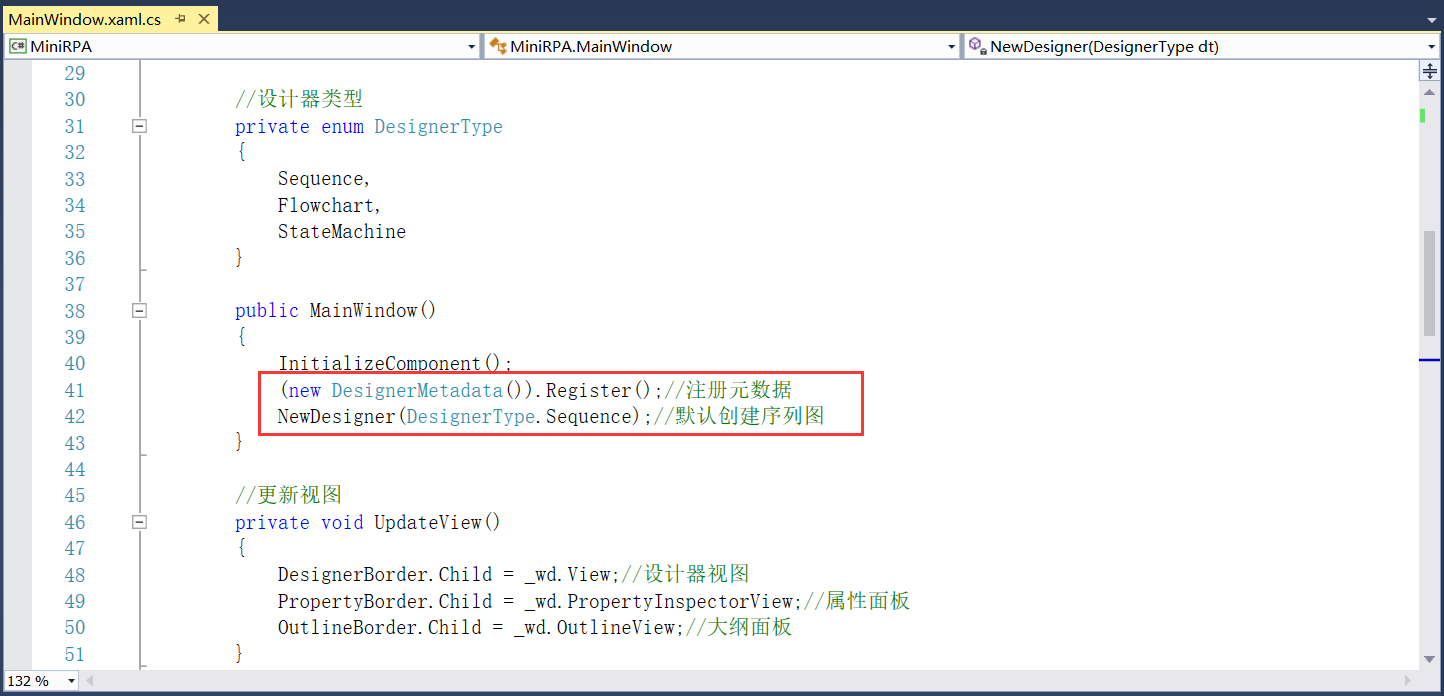 MainWindow.xaml.cs
C# MiniRPA
MiniRPA.MainWindow
NewDesigner(DesignerType dt)
29
30 //设计器类型
31 private enum DesignerType
32 {
33 Sequence,
34 Flowchart,
35 StateMachine
36 }
37
38 public MainWindow()
39 {
40 InitializeComponent();
41 (new DesignerMetadata()).Register();//注册元数据
42 NewDesigner(DesignerType.Sequence);//默认创建序列图
43 }
44
45 //更新视图
46 private void UpdateView()
47 {
48 DesignerBorder.Child = _wd.View;//设计器视图
49 PropertyBorder.Child = _wd.PropertyInspectorView;//属性面板
50 OutlineBorder.Child = _wd.OutlineView;//大纲面板
51 }
132 %